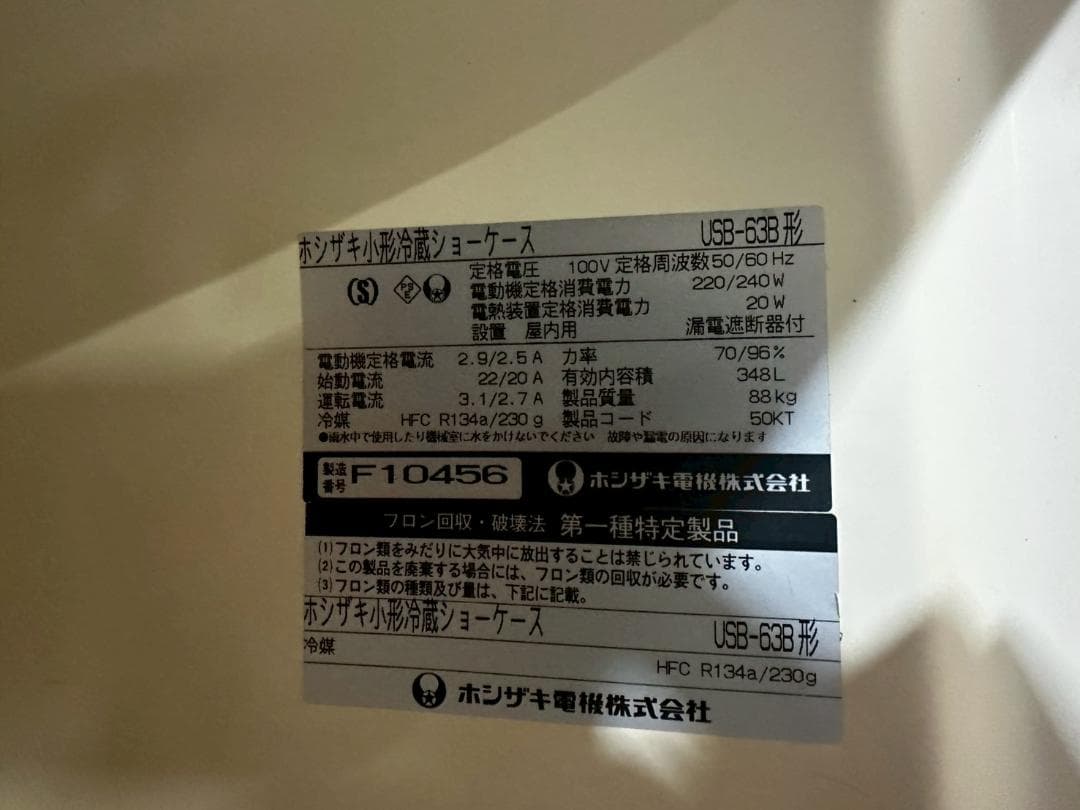 ホシザキ小形冷蔵ショーケース USB-63B形
(S) PSE 定格電圧 100V 定格周波数 50/60 Hz
電動機定格消費電力 220/240W
電熱装置定格消費電力 20W
設置 屋内用 漏電遮断器付
電動機定格電流 2.9/2.5A 力率 70/96%
始動電流 22/20A 有効内容積 348L
運転電流 3.1/2.7A 製品質量 88kg
冷媒 HFC R134a/230g 製品コード 50KT
●雨水中で使用したり機械室に水をかけないでください 故障や漏電の原因になります
製造番号 F10456 ホシザキ電機株式会社
フロン回収・破壊法 第一種特定製品
(1)フロン類をみだりに大気中に放出することは禁じられています。
(2)この製品を廃棄する場合には、フロン類の回収が必要です。
(3)フロン類の種類及び量は、下記に記載。
ホシザキ小形冷蔵ショーケース USB-63B形
冷媒 HFC R134a/230g
ホシザキ電機株式会社